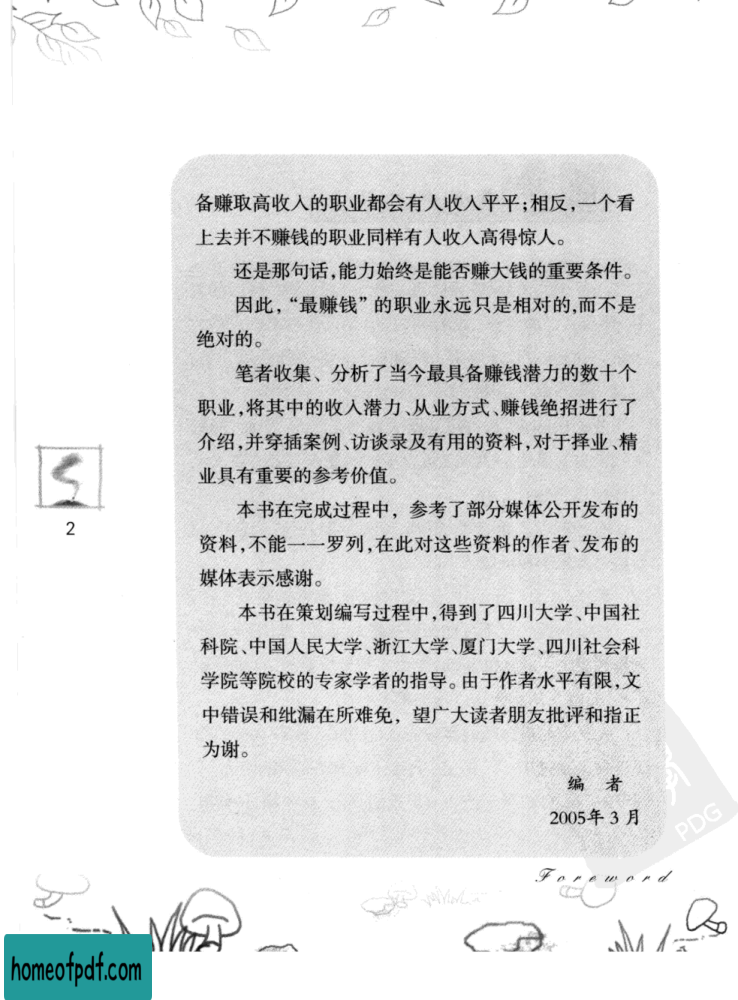 备赚取高收入的职业都会有人收入平平；相反，一个看
上去并不赚钱的职业同样有人收入高得惊人。
还是那句话，能力始终是能否赚大钱的重要条件。
因此，“最赚钱”的职业永远只是相对的，而不是
绝对的。
笔者收集、分析了当今最具备赚钱潜力的数十个
职业，将其中的收入潜力、从业方式、赚钱绝招进行了
介绍，并穿插案例、访谈录及有用的资料，对于择业、精
业具有重要的参考价值。
2
本书在完成过程中，参考了部分媒体公开发布的
资料，不能一一罗列，在此对这些资料的作者、发布的
媒体表示感谢。
本书在策划编写过程中，得到了四川大学、中国社
科院、中国人民大学、浙江大学、厦门大学、四川社会科
学院等院校的专家学者的指导。由于作者水平有限，文
中错误和纰漏在所难免，望广大读者朋友批评和指正
为谢。
编 者
2005年 3 月
PDG
Foreword
homeofpdf.com